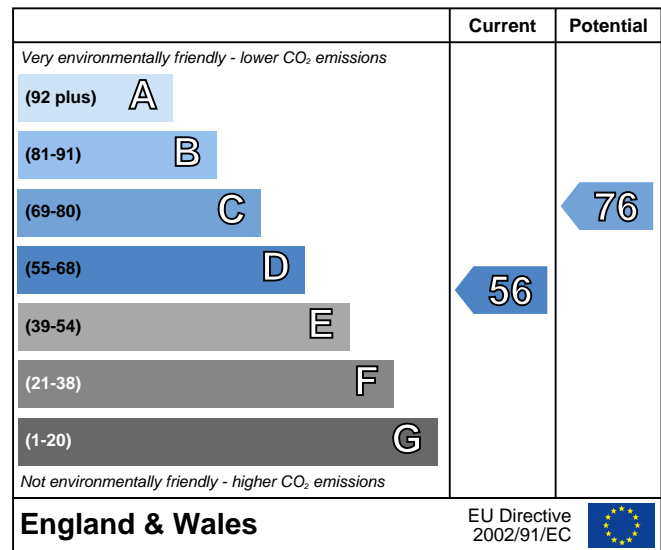 Current Potential
Very environmentally friendly - lower CO₂ emissions
(92 plus) A
(81-91) B
(69-80) C
76
(55-68) D
56
(39-54) E
(21-38) F
(1-20) G
Not environmentally friendly - higher CO₂ emissions
England & Wales
EU Directive
2002/91/EC